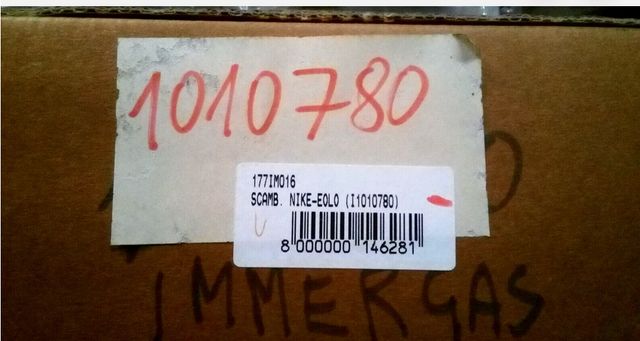 1010780
177IM016
SCAMB. NIKE-EOLO (I1010780)
8 000000 146281
IMMERGAS